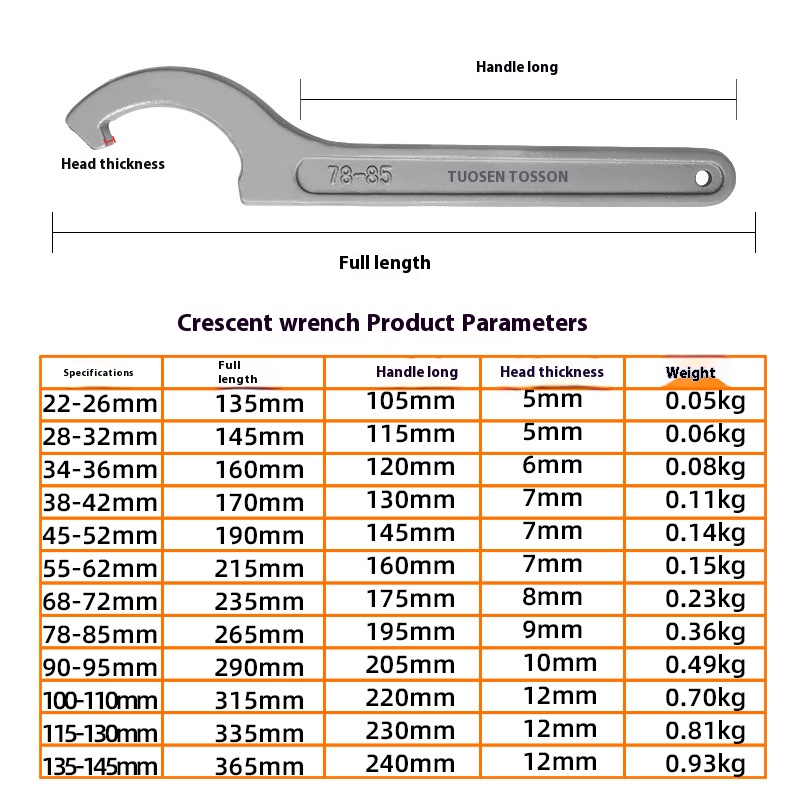 Handle long
Head thickness
78-85
TUOSEN TOSSON
Full length
Crescent wrench Product Parameters
Specifications Full length Handle long Head thickness Weight
22-26mm 135mm 105mm 5mm 0.05kg
28-32mm 145mm 115mm 5mm 0.06kg
34-36mm 160mm 120mm 6mm 0.08kg
38-42mm 170mm 130mm 7mm 0.11kg
45-52mm 190mm 145mm 7mm 0.14kg
55-62mm 215mm 160mm 7mm 0.15kg
68-72mm 235mm 175mm 8mm 0.23kg
78-85mm 265mm 195mm 9mm 0.36kg
90-95mm 290mm 205mm 10mm 0.49kg
100-110mm 315mm 220mm 12mm 0.70kg
115-130mm 335mm 230mm 12mm 0.81kg
135-145mm 365mm 240mm 12mm 0.93kg